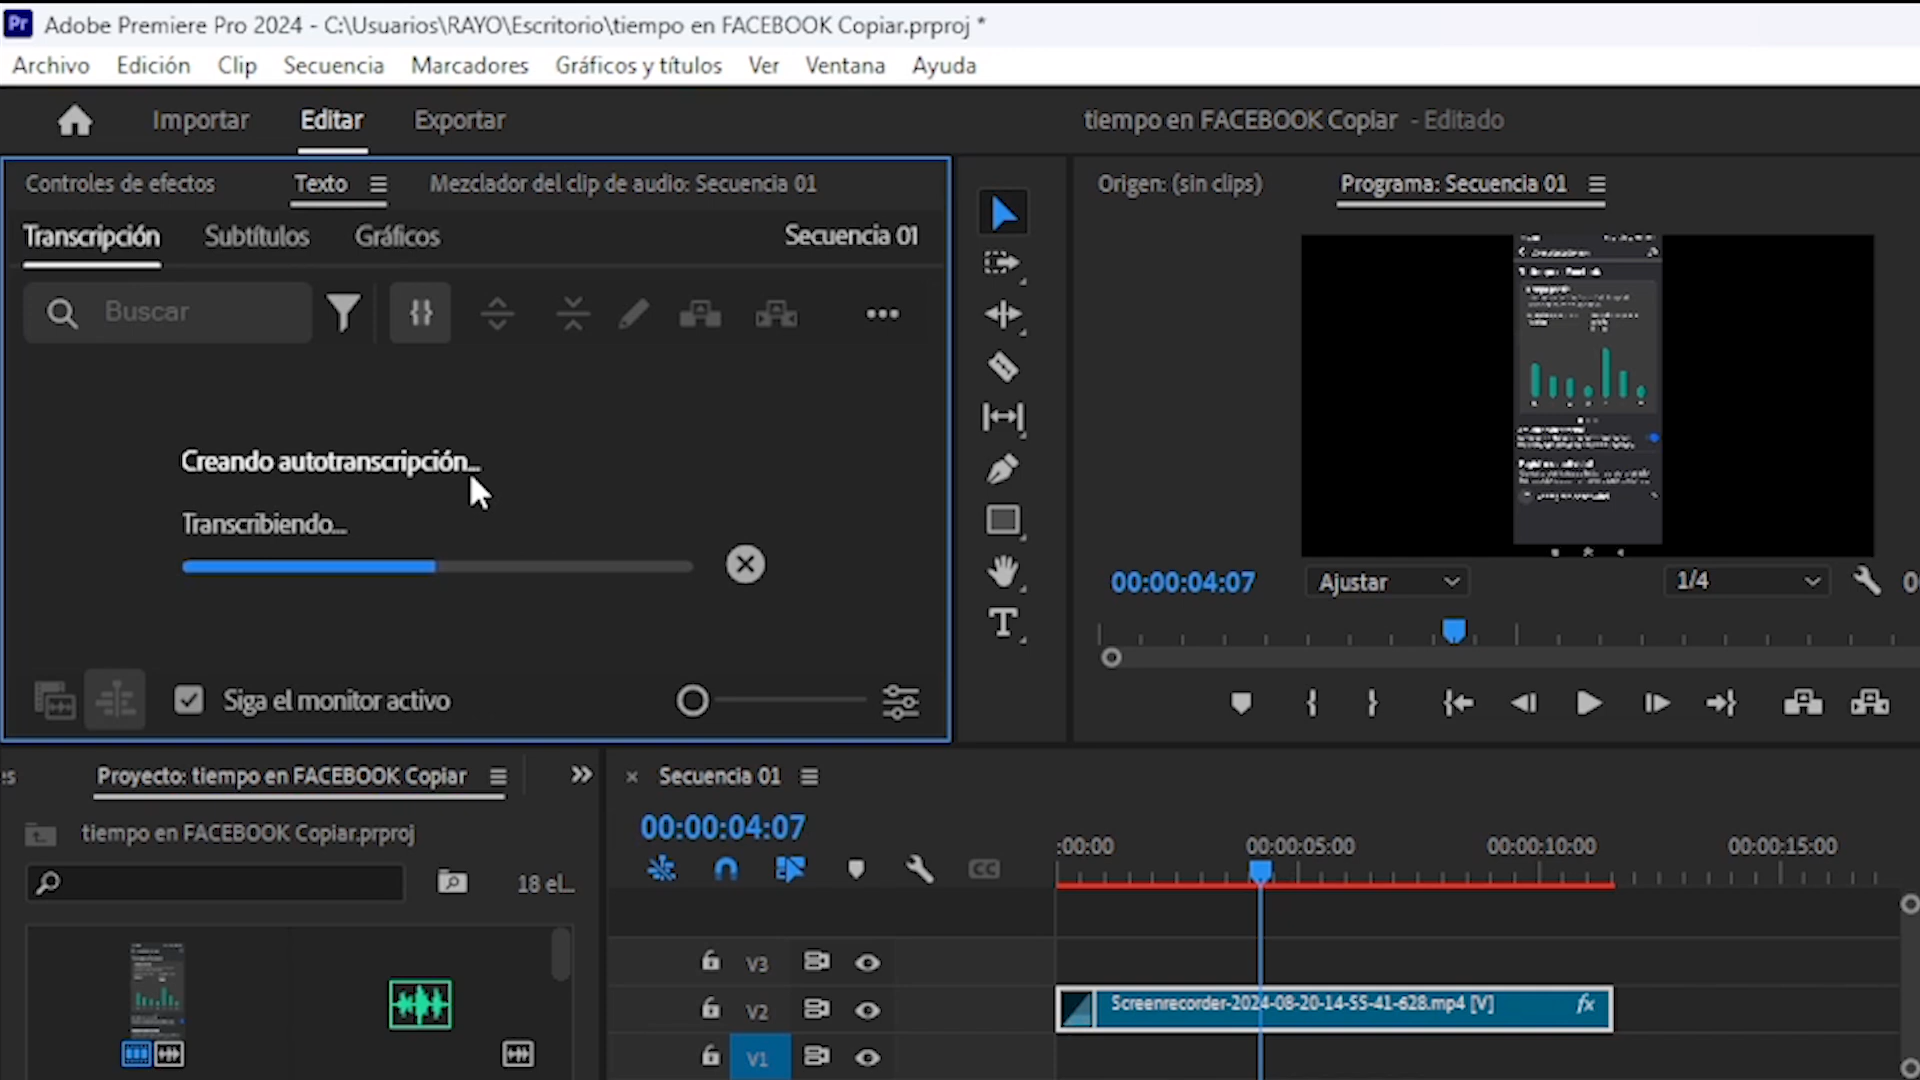 Pr Adobe Premiere Pro 2024 - C:\Usuarios\RAYO\Escritorio\tiempo en FACEBOOK Copiar.prproj *
Archivo Edición Clip Secuencia Marcadores Gráficos y títulos Ver Ventana Ayuda
Importar Editar Exportar tiempo en FACEBOOK Copiar - Editado
Controles de efectos Texto Mezclador del clip de audio: Secuencia 01 Origen: (sin clips) Programa: Secuencia 01
Transcripción Subtítulos Gráficos Secuencia 01
Buscar
Creando autotranscripción...
Transcribiendo...
00:00:04:07 Ajustar 1/4
Siga el monitor activo
es Proyecto: tiempo en FACEBOOK Copiar Secuencia 01
tiempo en FACEBOOK Copiar.prproj 00:00:04:07
:00:00 00:00:05:00 00:00:10:00 00:00:15:00
CC
18 el...
V3
V2 Screenrecorder-2024-08-20-14-55-41-628.mp4 [V] fx
V1